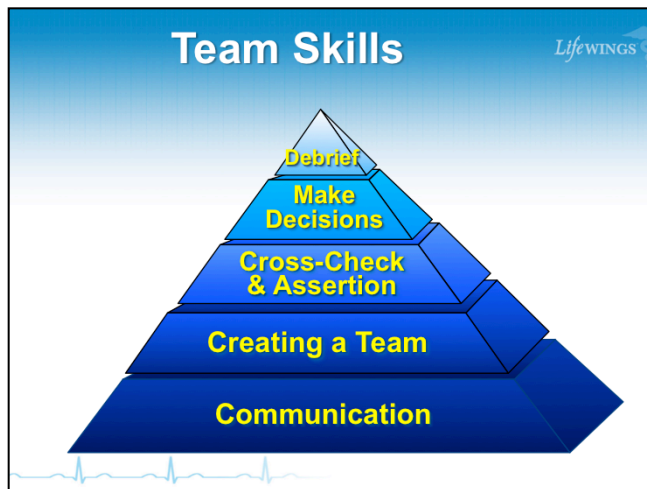 Team Skills
LifeWINGS
Debrief
Make
Decisions
Cross-Check
& Assertion
Creating a Team
Communication